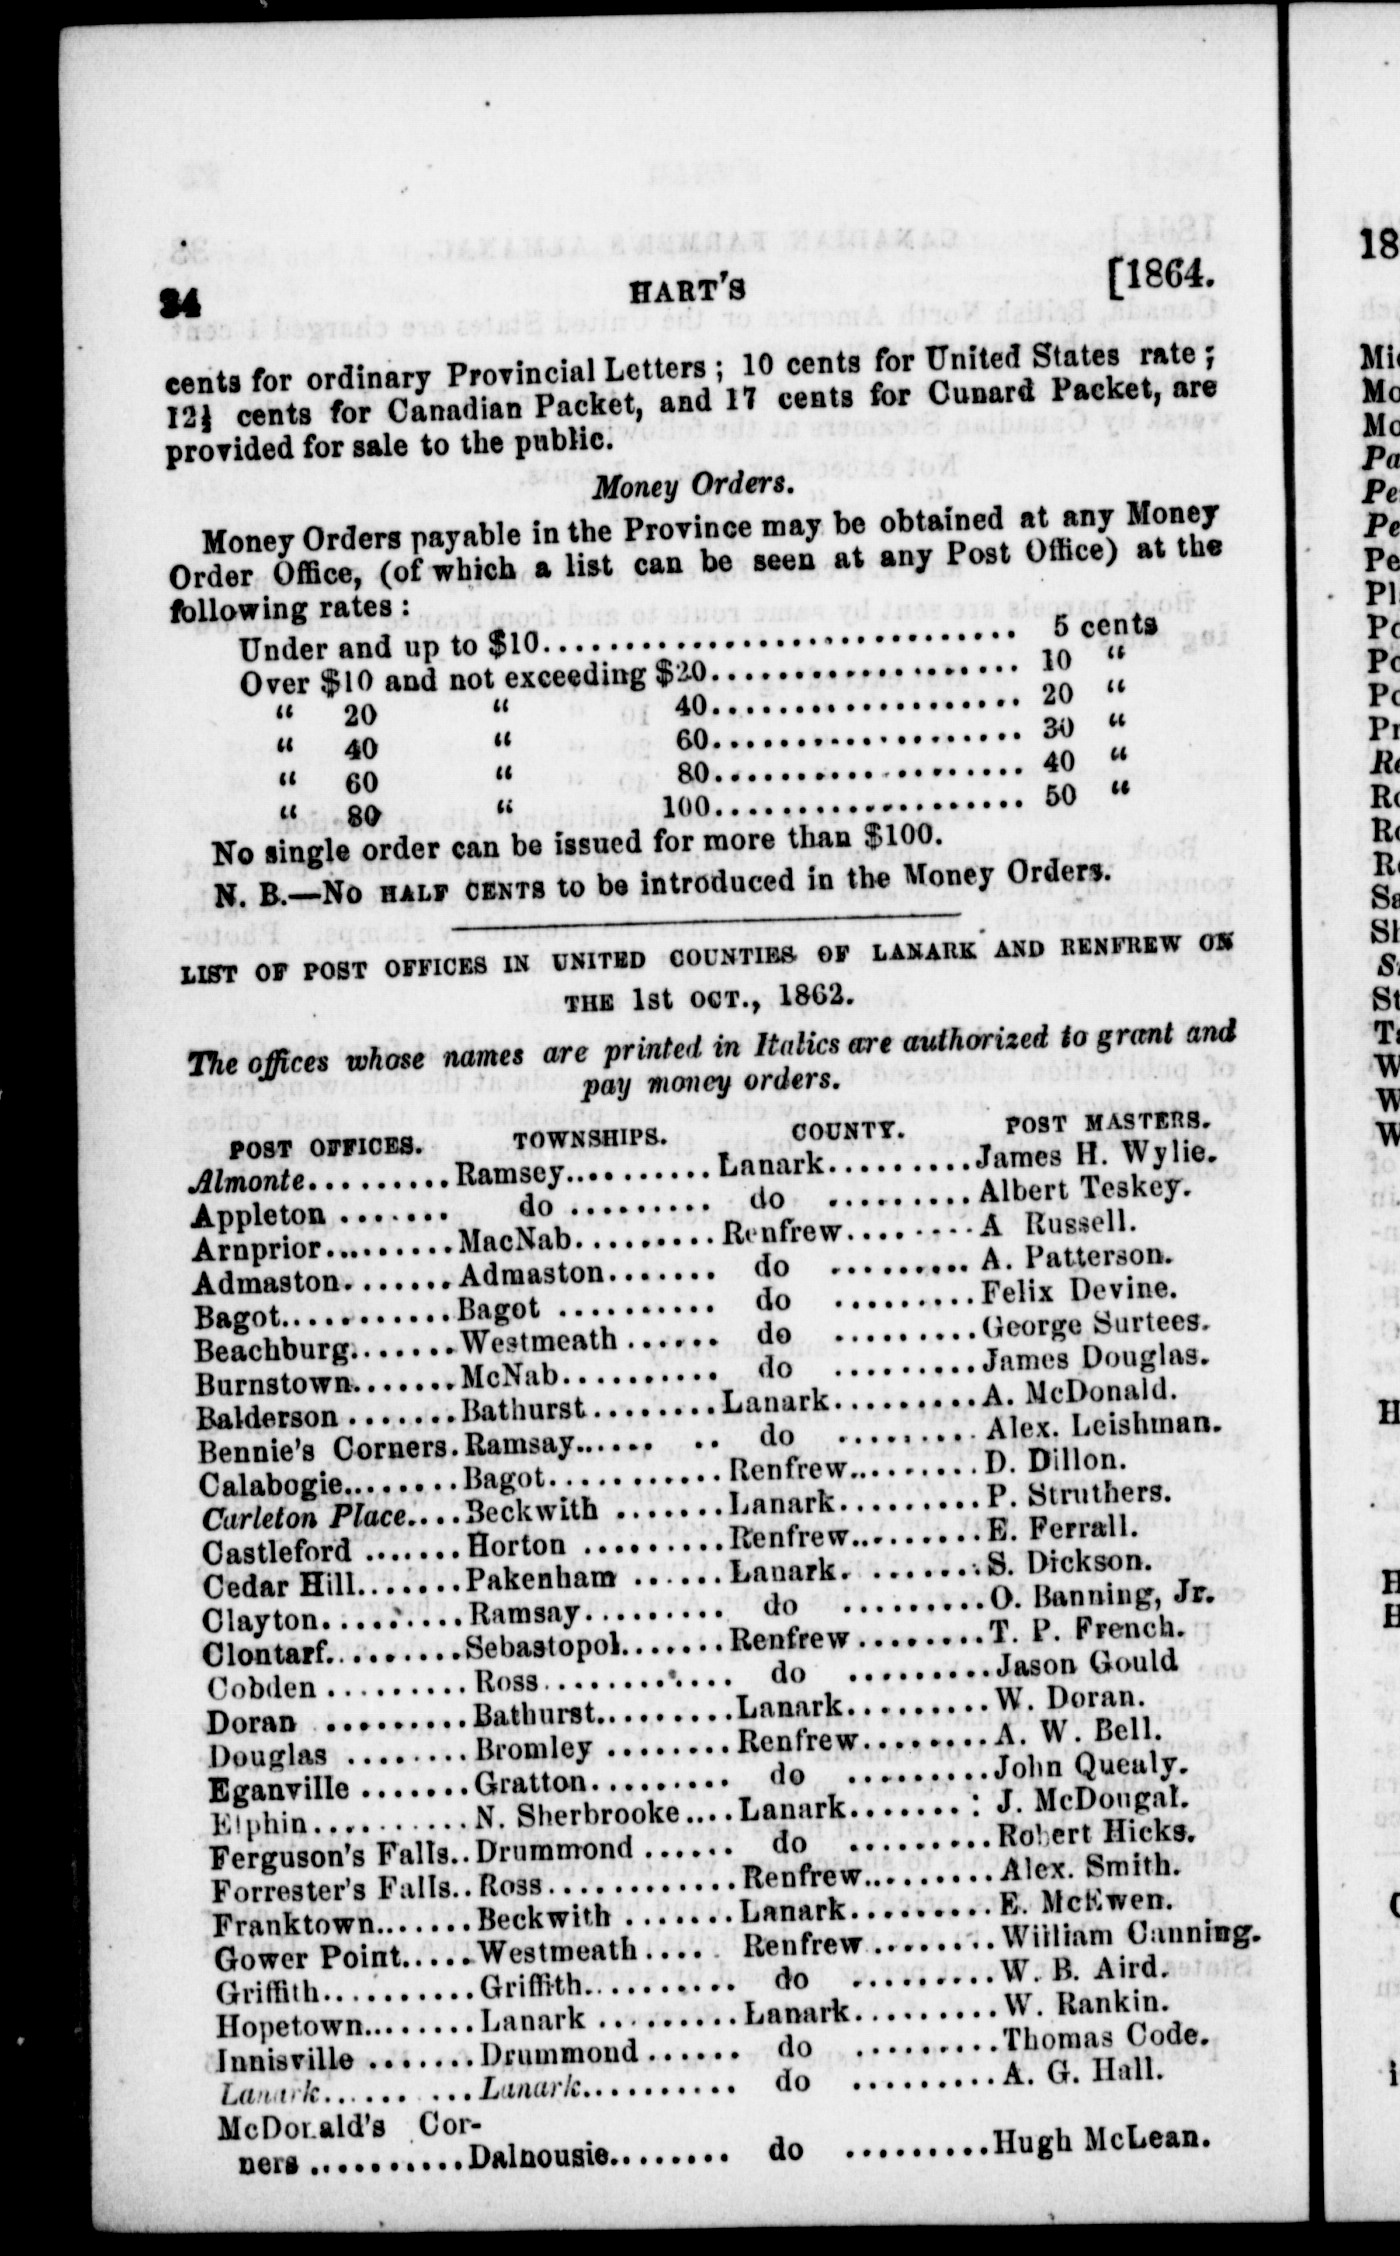 34 HART'S [1864.
cents for ordinary Provincial Letters; 10 cents for United States rate;
12½ cents for Canadian Packet, and 17 cents for Cunard Packet, are
provided for sale to the public.
Money Orders.
Money Orders payable in the Province may be obtained at any Money
Order Office, (of which a list can be seen at any Post Office) at the
following rates:
Under and up to $10.............................. 5 cents
Over $10 and not exceeding $20................... 10 "
" 20 " 40................... 20 "
" 40 " 60................... 30 "
" 60 " 80................... 40 "
" 80 " 100................... 50 "
No single order can be issued for more than $100.
N. B.—No HALF CENTS to be introduced in the Money Orders.
LIST OF POST OFFICES IN UNITED COUNTIES OF LANARK AND RENFREW ON
THE 1st OCT., 1862.
The offices whose names are printed in Italics are authorized to grant and
pay money orders.
POST OFFICES. TOWNSHIPS. COUNTY. POST MASTERS.
Almonte.........Ramsey..........Lanark.........James H. Wylie.
Appleton ....... do ......... do .........Albert Teskey.
Arnprior.........MacNab.........Renfrew........A Russell.
Admaston.......Admaston....... do .........A. Patterson.
Bagot...........Bagot .......... do .........Felix Devine.
Beachburg.......Westmeath ...... do .........George Surtees.
Burnstown.......McNab.......... do .........James Douglas.
Balderson .......Bathurst........Lanark.........A. McDonald.
Bennie's Corners.Ramsay...... .. do .........Alex. Leishman.
Calabogie........Bagot...........Renfrew.........D. Dillon.
Carleton Place....Beckwith .......Lanark.........P. Struthers.
Castleford .......Horton .........Renfrew.........E. Ferrall.
Cedar Hill.......Pakenham ......Lanark. .......S. Dickson.
Clayton.........Ramsay......... do .........O. Banning, Jr.
Clontarf.........Sebastopol.......Renfrew ........T. P. French.
Cobden .........Ross............ do .........Jason Gould
Doran .........Bathurst.........Lanark.........W. Doran.
Douglas ........Bromley ........Renfrew........A. W. Bell.
Eganville .......Gratton......... do .........John Quealy.
Elphin..........N. Sherbrooke....Lanark.......: J. McDougal.
Ferguson's Falls..Drummond ...... do .........Robert Hicks.
Forrester's Falls..Ross............Renfrew.........Alex. Smith.
Franktown.......Beckwith .......Lanark.........E. McEwen.
Gower Point.....Westmeath.... Renfrew ........William Canning.
Griffith..........Griffith.......... do .........W. B. Aird.
Hopetown........Lanark .........Lanark.........W. Rankin.
Innisville .......Drummond ...... do .........Thomas Code.
Lanark...... ...Lanark.......... do .........A. G. Hall.
McDonald's Cor-
ners ..........Dalhousie........ do .........Hugh McLean.